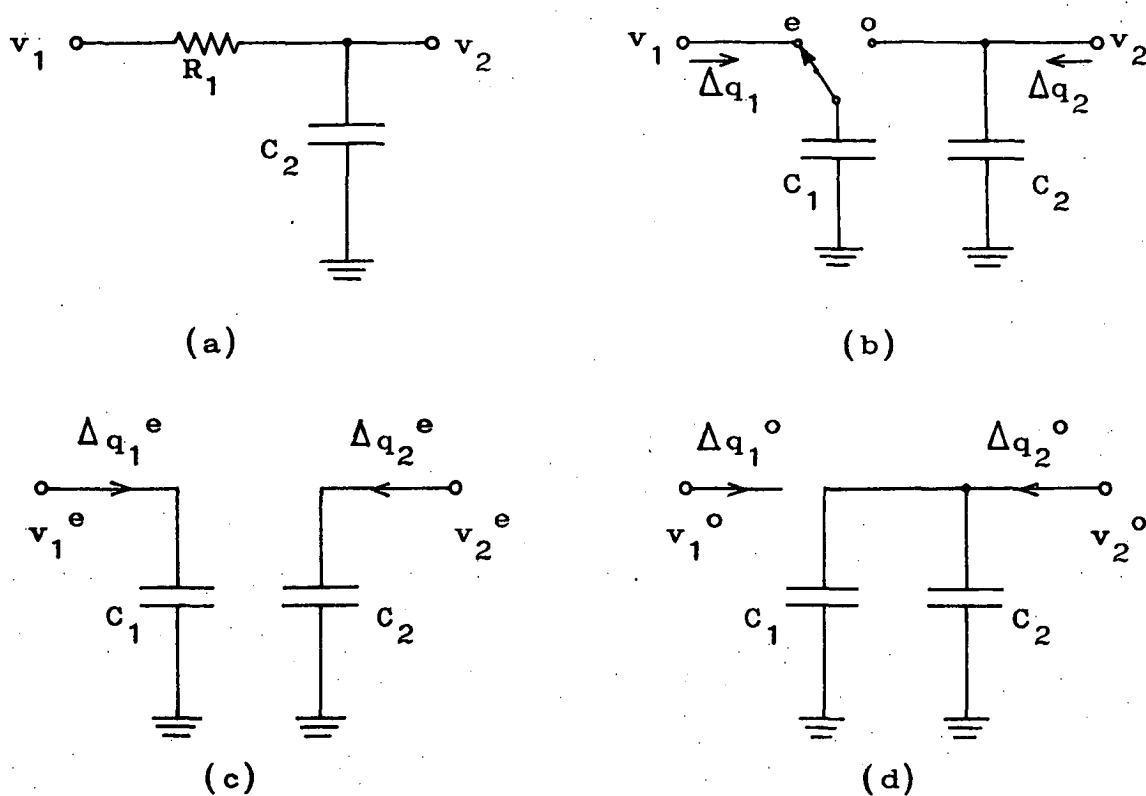 v₁ R₁ v₂
C₂
(a)
v₁ e o v₂
Δq₁ Δq₂
C₁ C₂
(b)
Δq₁ᵉ Δq₂ᵉ
v₁ᵉ v₂ᵉ
C₁ C₂
(c)
Δq₁ᵒ Δq₂ᵒ
v₁ᵒ v₂ᵒ
C₁ C₂
(d)